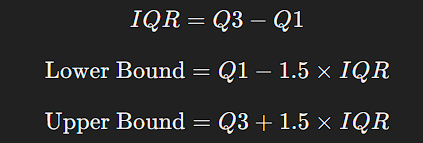 IQR = Q3 − Q1
Lower Bound = Q1 − 1.5 × IQR
Upper Bound = Q3 + 1.5 × IQR